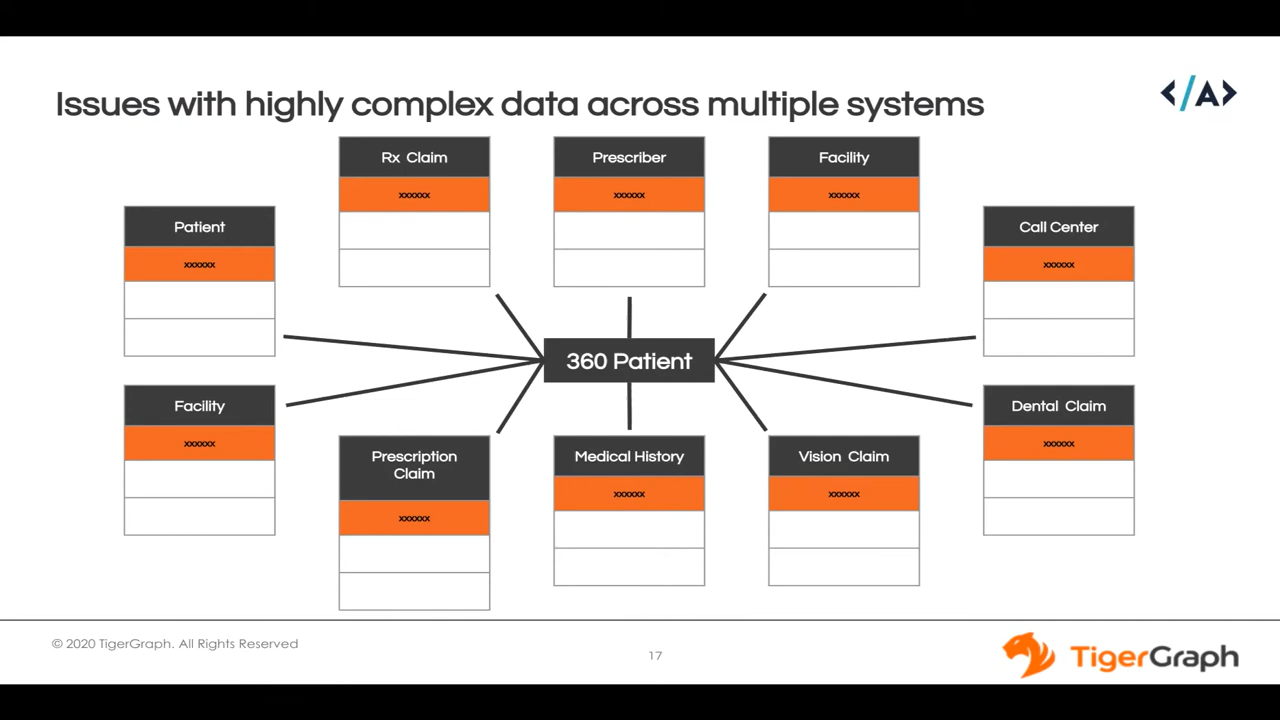 Issues with highly complex data across multiple systems
</A>
Rx Claim
xxxxxx
Prescriber
xxxxxx
Facility
xxxxxx
Patient
xxxxxx
Call Center
xxxxxx
360 Patient
Facility
xxxxxx
Dental Claim
xxxxxx
Prescription
Claim
xxxxxx
Medical History
xxxxxx
Vision Claim
xxxxxx
© 2020 TigerGraph. All Rights Reserved
17
TigerGraph